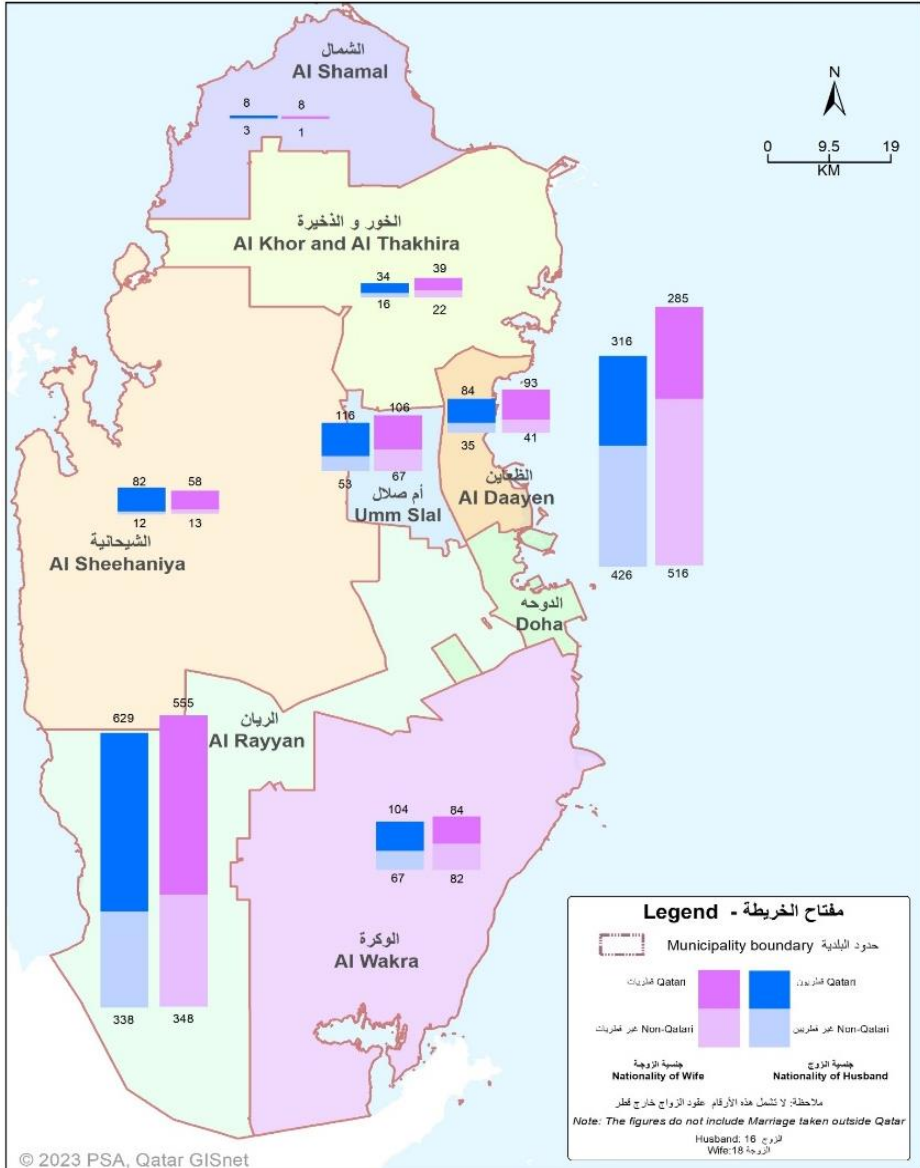 الشمال
Al Shamal
8 8
3 1
N
0 9.5 19
KM
الخور و الذخيرة
Al Khor and Al Thakhira
34 39
16 22
285
316
84 93
35 41
116 106
53 67
أم صلال
Umm Slal
الظعاين
Al Daayen
82 58
12 13
الشيحانية
Al Sheehaniya
426 516
الدوحه
Doha
629 555
الريان
Al Rayyan
104 84
67 82
الوكرة
Al Wakra
338 348
Legend - مفتاح الخريطة
Municipality boundary حدود البلدية
قطريات Qatari قطريون Qatari
غير قطريات Non-Qatari غير قطريين Non-Qatari
جنسية الزوجة جنسية الزوج
Nationality of Wife Nationality of Husband
ملاحظة: لا تشمل هذه الأرقام عقود الزواج خارج قطر
Note: The figures do not include Marriage taken outside Qatar
Husband: 16 الزوج
Wife:18 الزوجة
© 2023 PSA, Qatar GISnet